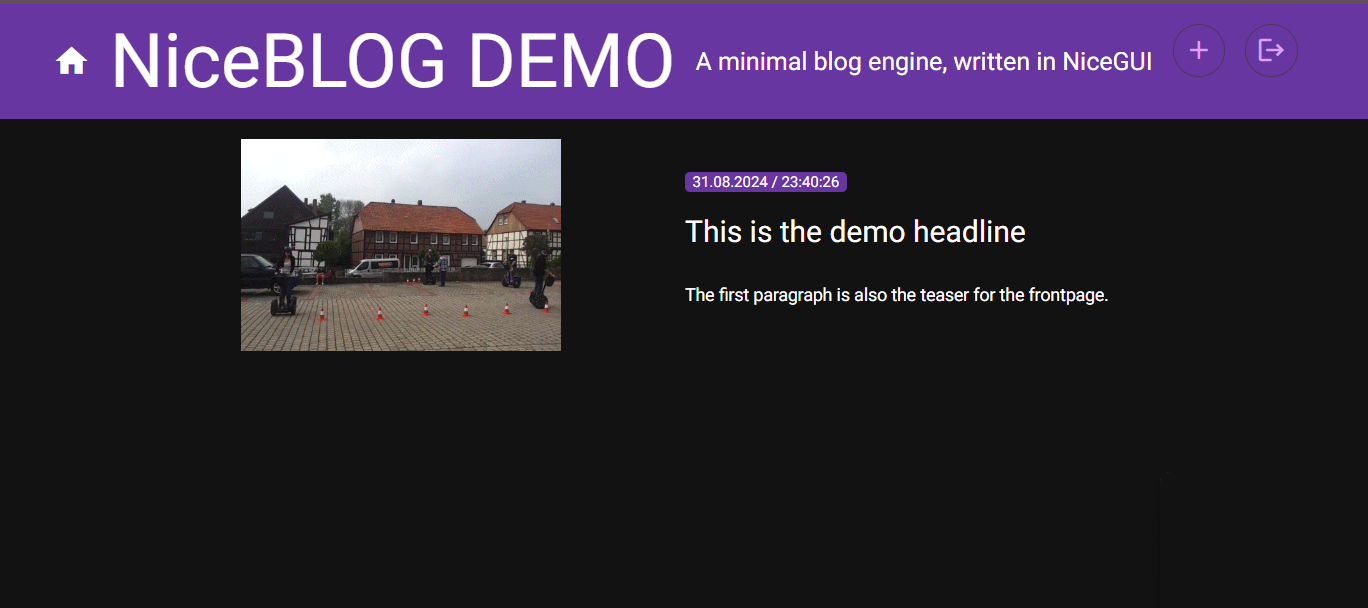 NiceBLOG DEMO A minimal blog engine, written in NiceGUI
31.08.2024 / 23:40:26
This is the demo headline
The first paragraph is also the teaser for the frontpage.